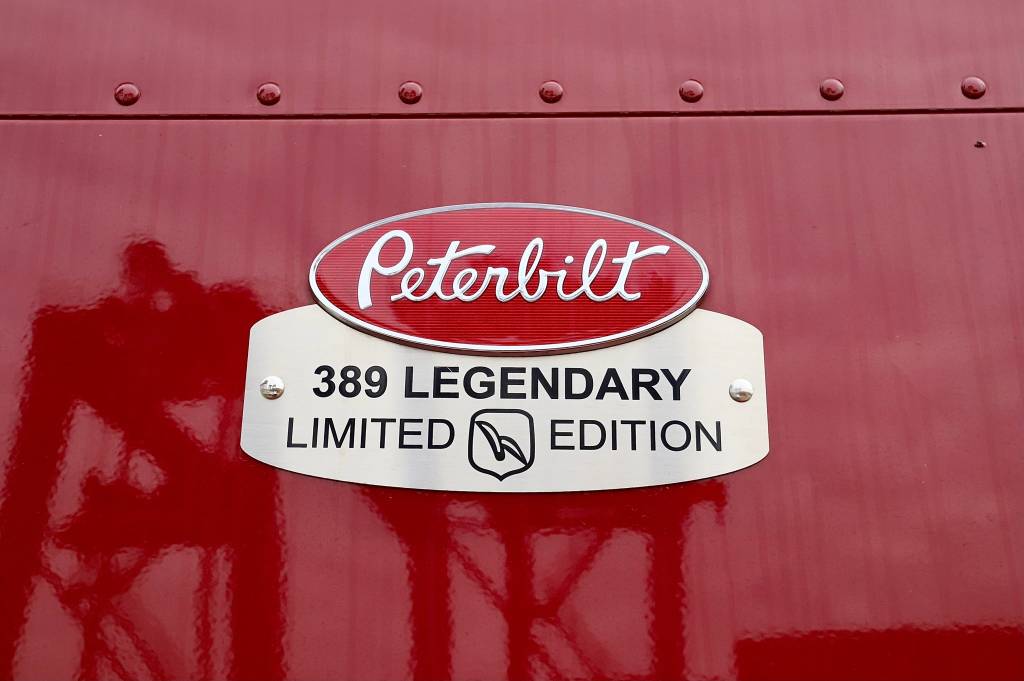 Peterbilt
389 LEGENDARY
LIMITED EDITION